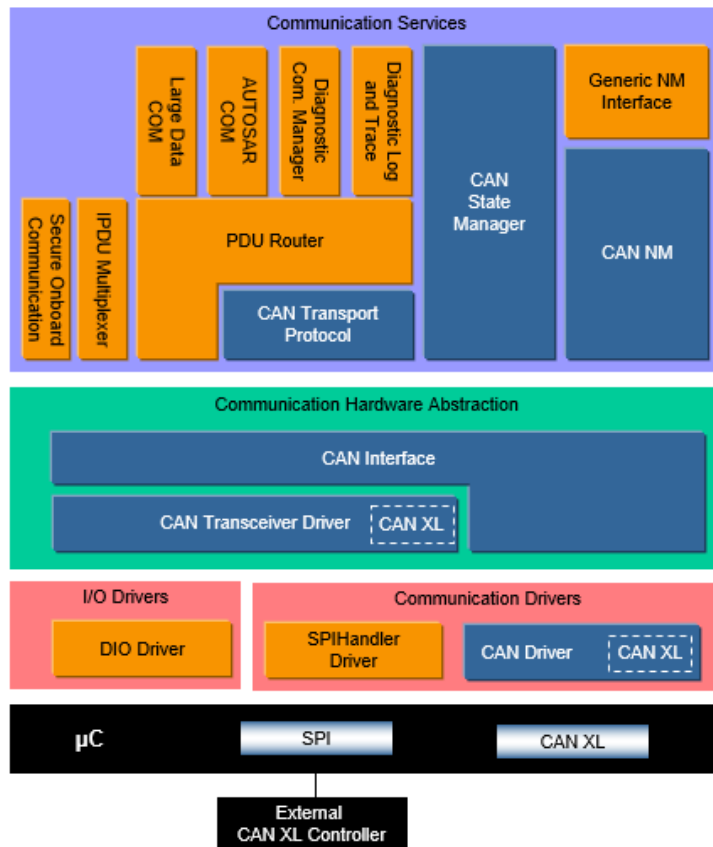 Communication Services
Large Data
COM
AUTOSAR
COM
Diagnostic
Com. Manager
Diagnostic Log
and Trace
CAN
State
Manager
Generic NM
Interface
Secure Onboard
Communication
IPDU Multiplexer
PDU Router
CAN NM
CAN Transport
Protocol
Communication Hardware Abstraction
CAN Interface
CAN Transceiver Driver
CAN XL
I/O Drivers
DIO Driver
Communication Drivers
SPIHandler
Driver
CAN Driver
CAN XL
µC
SPI
CAN XL
External
CAN XL Controller